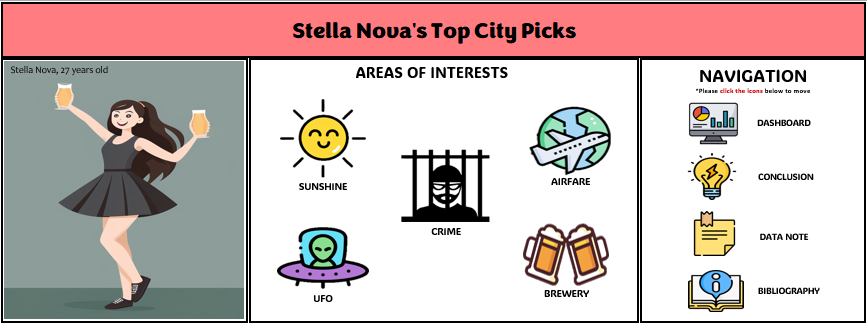 Stella Nova's Top City Picks
Stella Nova, 27 years old
AREAS OF INTERESTS
SUNSHINE
CRIME
AIRFARE
UFO
BREWERY
NAVIGATION
*Please click the icons below to move
DASHBOARD
CONCLUSION
DATA NOTE
BIBLIOGRAPHY